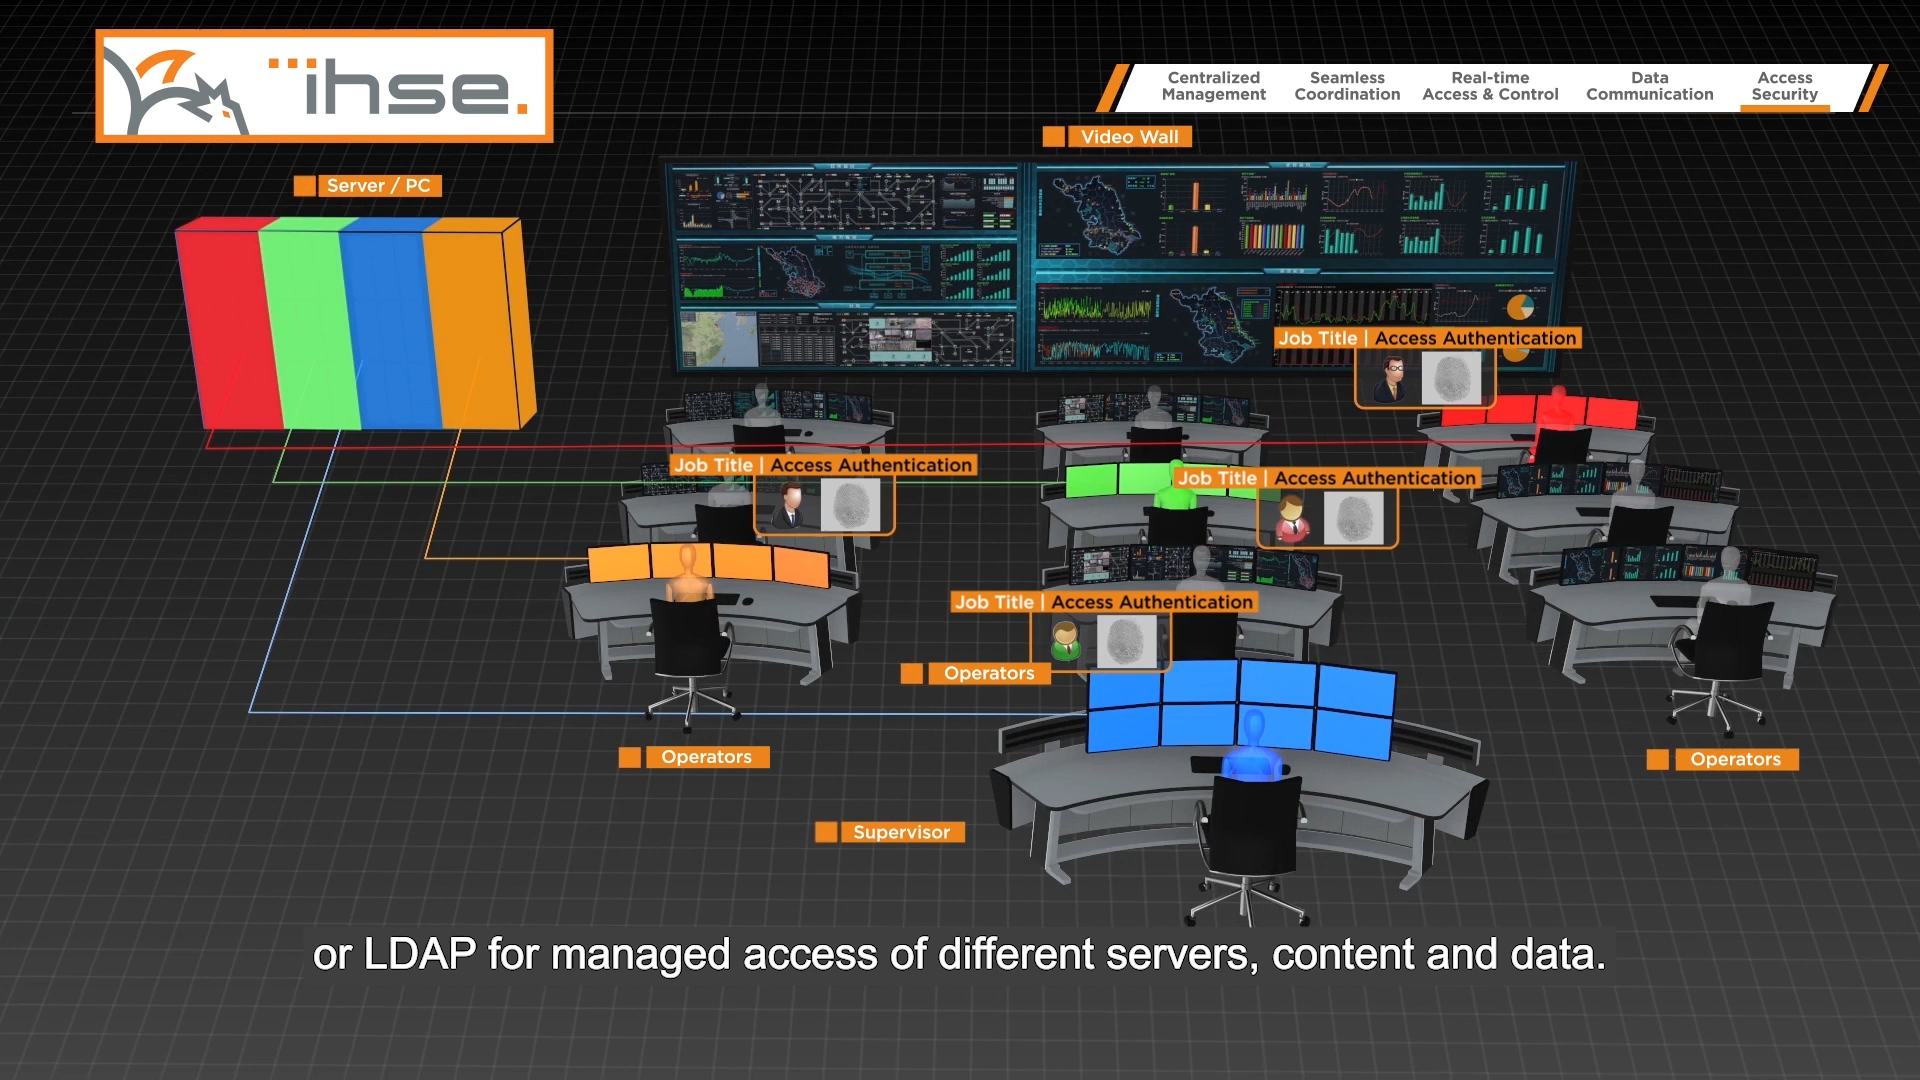 ihse.
Centralized
Management
Seamless
Coordination
Real-time
Access & Control
Data
Communication
Access
Security
Video Wall
Server / PC
Job Title | Access Authentication
Job Title | Access Authentication
Job Title | Access Authentication
Job Title | Access Authentication
Operators
Operators
Operators
Supervisor
or LDAP for managed access of different servers, content and data.